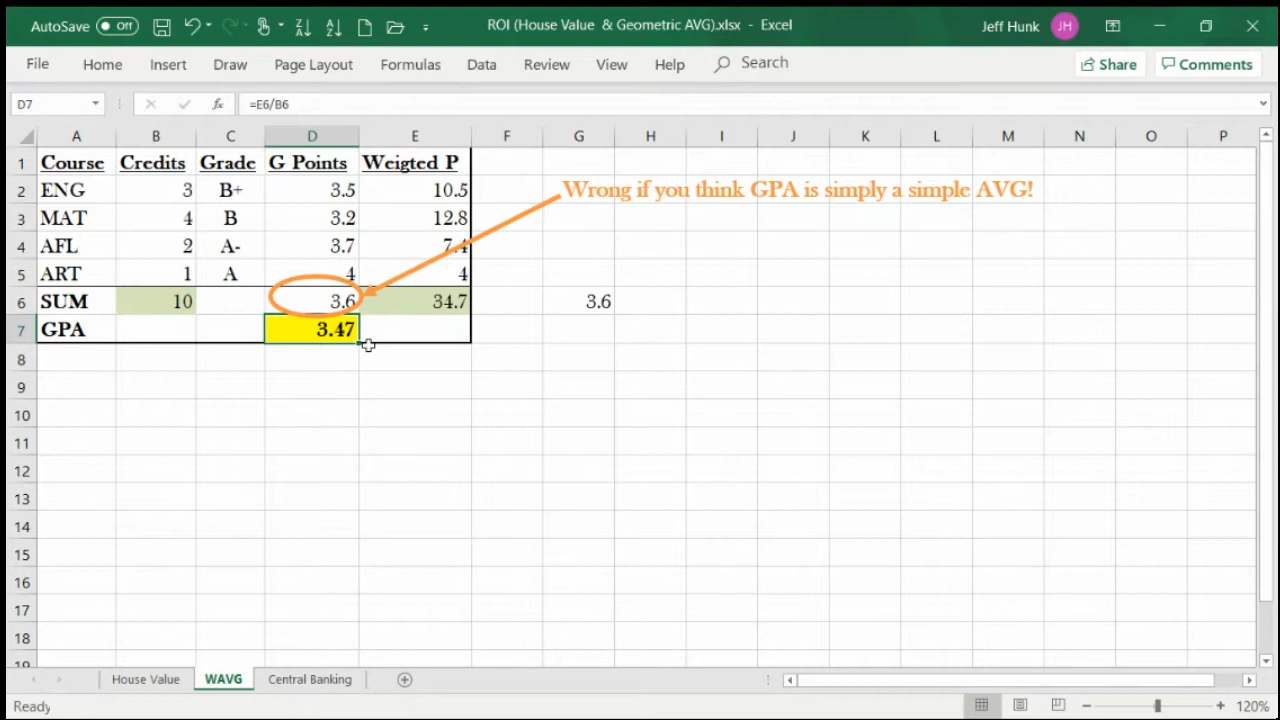 AutoSave Off ROI (House Value & Geometric AVG).xlsx - Excel Jeff Hunk JH
File Home Insert Draw Page Layout Formulas Data Review View Help Search Share Comments
D7 fx =E6/B6
A B C D E F G H I J K L M N O P
1 Course Credits Grade G Points Weigted P
2 ENG 3 B+ 3.5 10.5 Wrong if you think GPA is simply a simple AVG!
3 MAT 4 B 3.2 12.8
4 AFL 2 A- 3.7 7.4
5 ART 1 A 4 4
6 SUM 10 3.6 34.7 3.6
7 GPA 3.47
8
9
10
11
12
13
14
15
16
17
18
19
House Value WAVG Central Banking
Ready 120%